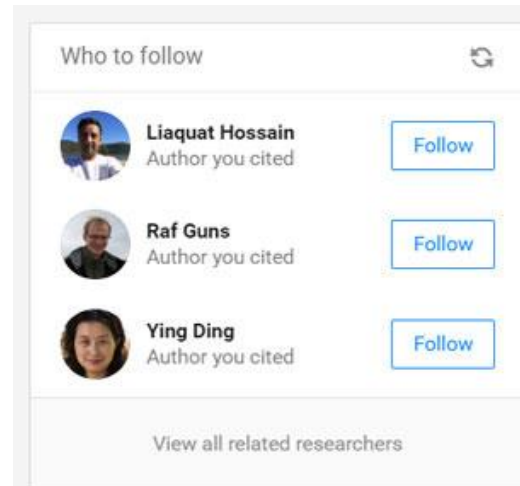 Who to follow
Liaquat Hossain
Author you cited
Follow
Raf Guns
Author you cited
Follow
Ying Ding
Author you cited
Follow
View all related researchers